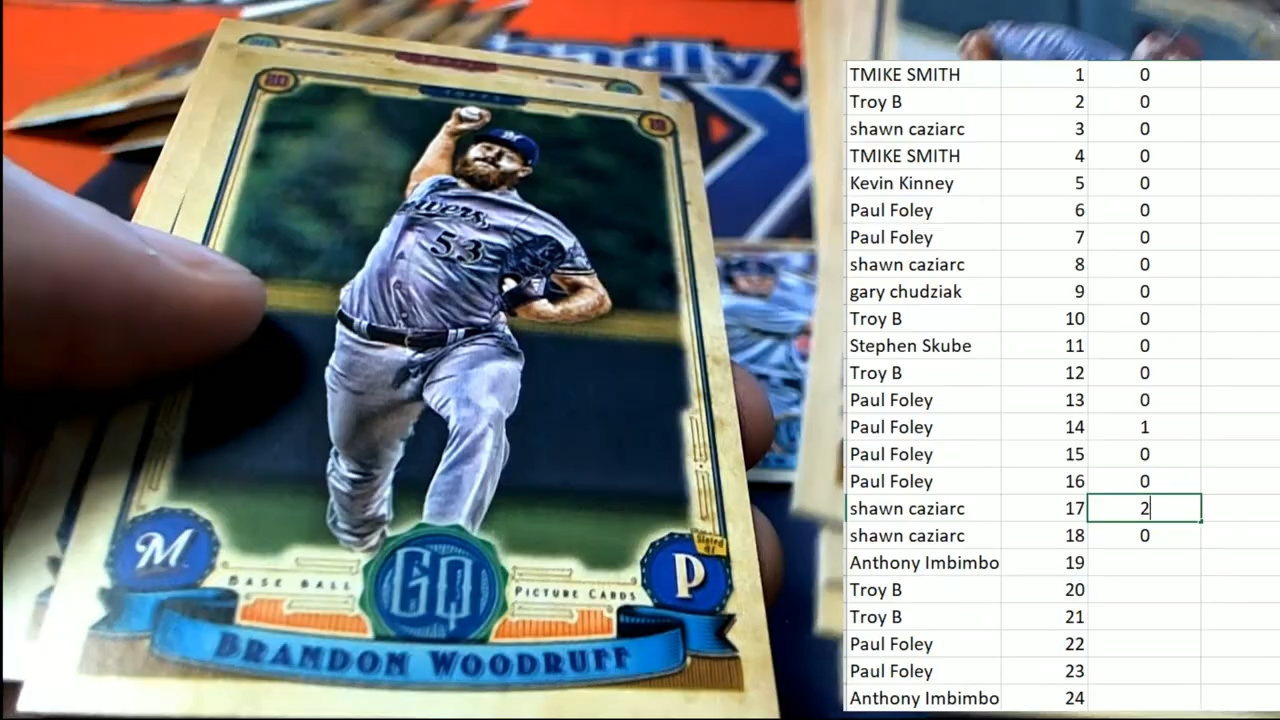 ndly
TOPPS
20
19
M
Brewers
53
M
BASE BALL
GQ
PICTURE CARDS
P
BRANDON WOODRUFF
TMIKE SMITH 1 0
Troy B 2 0
shawn caziarc 3 0
TMIKE SMITH 4 0
Kevin Kinney 5 0
Paul Foley 6 0
Paul Foley 7 0
shawn caziarc 8 0
gary chudziak 9 0
Troy B 10 0
Stephen Skube 11 0
Troy B 12 0
Paul Foley 13 0
Paul Foley 14 1
Paul Foley 15 0
Paul Foley 16 0
shawn caziarc 17 2
shawn caziarc 18 0
Anthony Imbimbo 19
Troy B 20
Troy B 21
Paul Foley 22
Paul Foley 23
Anthony Imbimbo 24